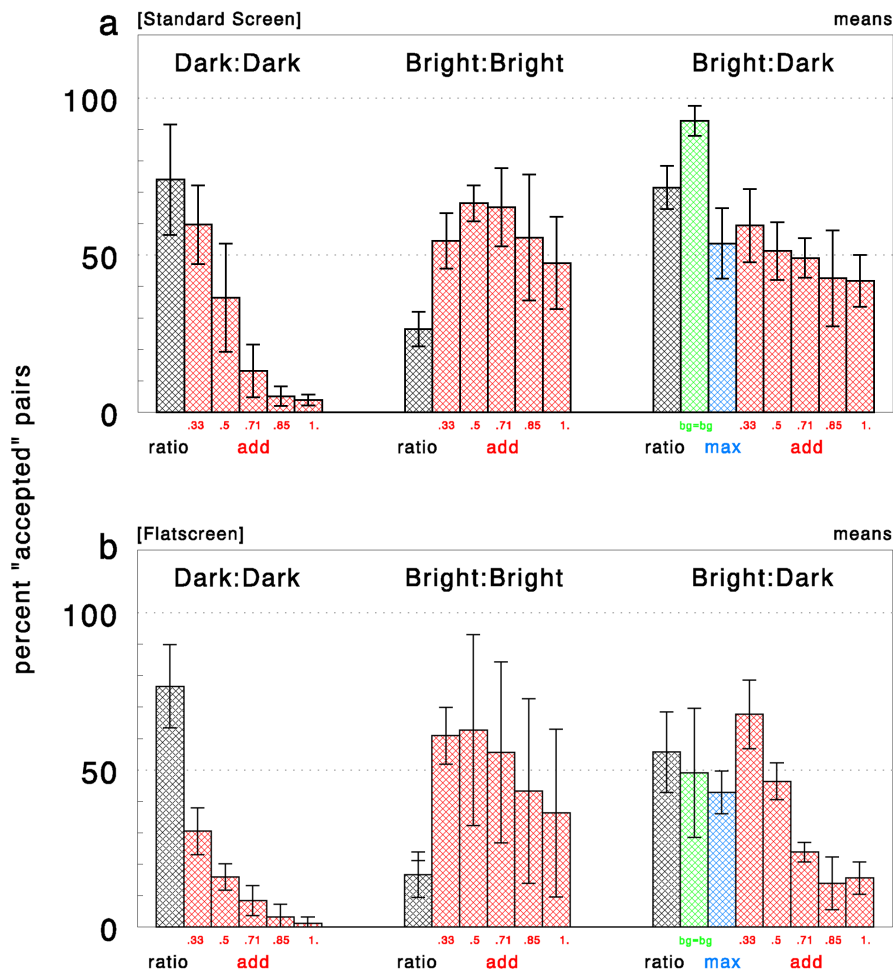 a [Standard Screen] means
Dark:Dark Bright:Bright Bright:Dark
100
50
0
.33 .5 .71 .85 1. .33 .5 .71 .85 1. bg=bg .33 .5 .71 .85 1.
ratio add ratio add ratio max add
percent "accepted" pairs
b [Flatscreen] means
Dark:Dark Bright:Bright Bright:Dark
100
50
0
.33 .5 .71 .85 1. .33 .5 .71 .85 1. bg=bg .33 .5 .71 .85 1.
ratio add ratio add ratio max add